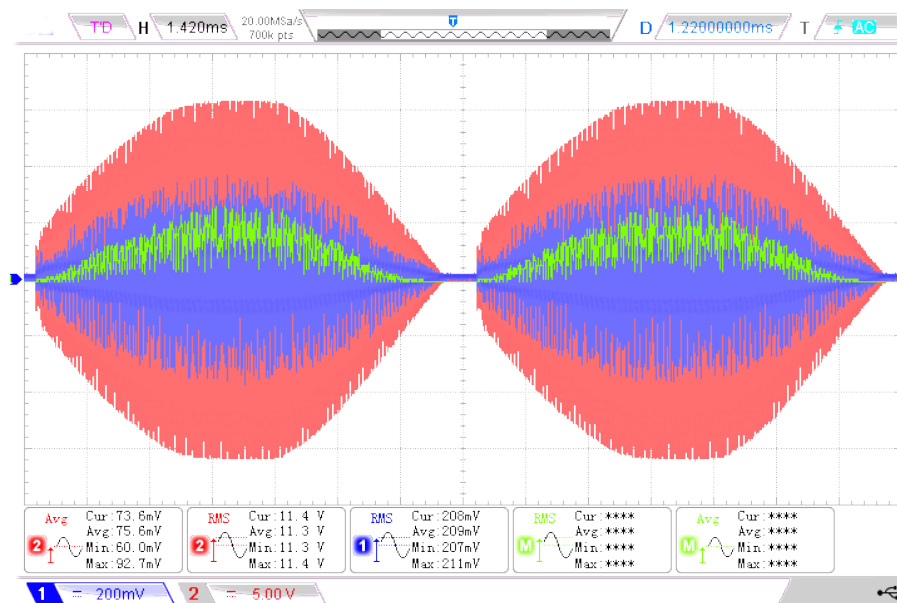 T'D H 1.420ms 20.00MSa/s D 1.22000000ms T AC
700k pts
T
Avg Cur:73.6mV RMS Cur:11.4 V RMS Cur:208mV RMS Cur:**** Avg Cur:****
Avg:75.6mV Avg:11.3 V Avg:209mV Avg:**** Avg:****
2 Min:60.0mV 2 Min:11.3 V 1 Min:207mV M Min:**** M Min:****
Max:92.7mV Max:11.4 V Max:211mV Max:**** Max:****
1 = 200mV 2 = 5.00 V